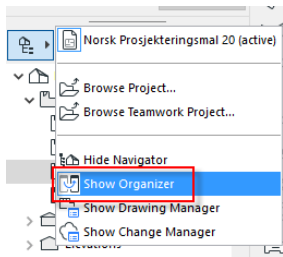 Norsk Prosjekteringsmal 20 (active)
Browse Project...
Browse Teamwork Project...
Hide Navigator
Show Organizer
Show Drawing Manager
Show Change Manager
Elevations